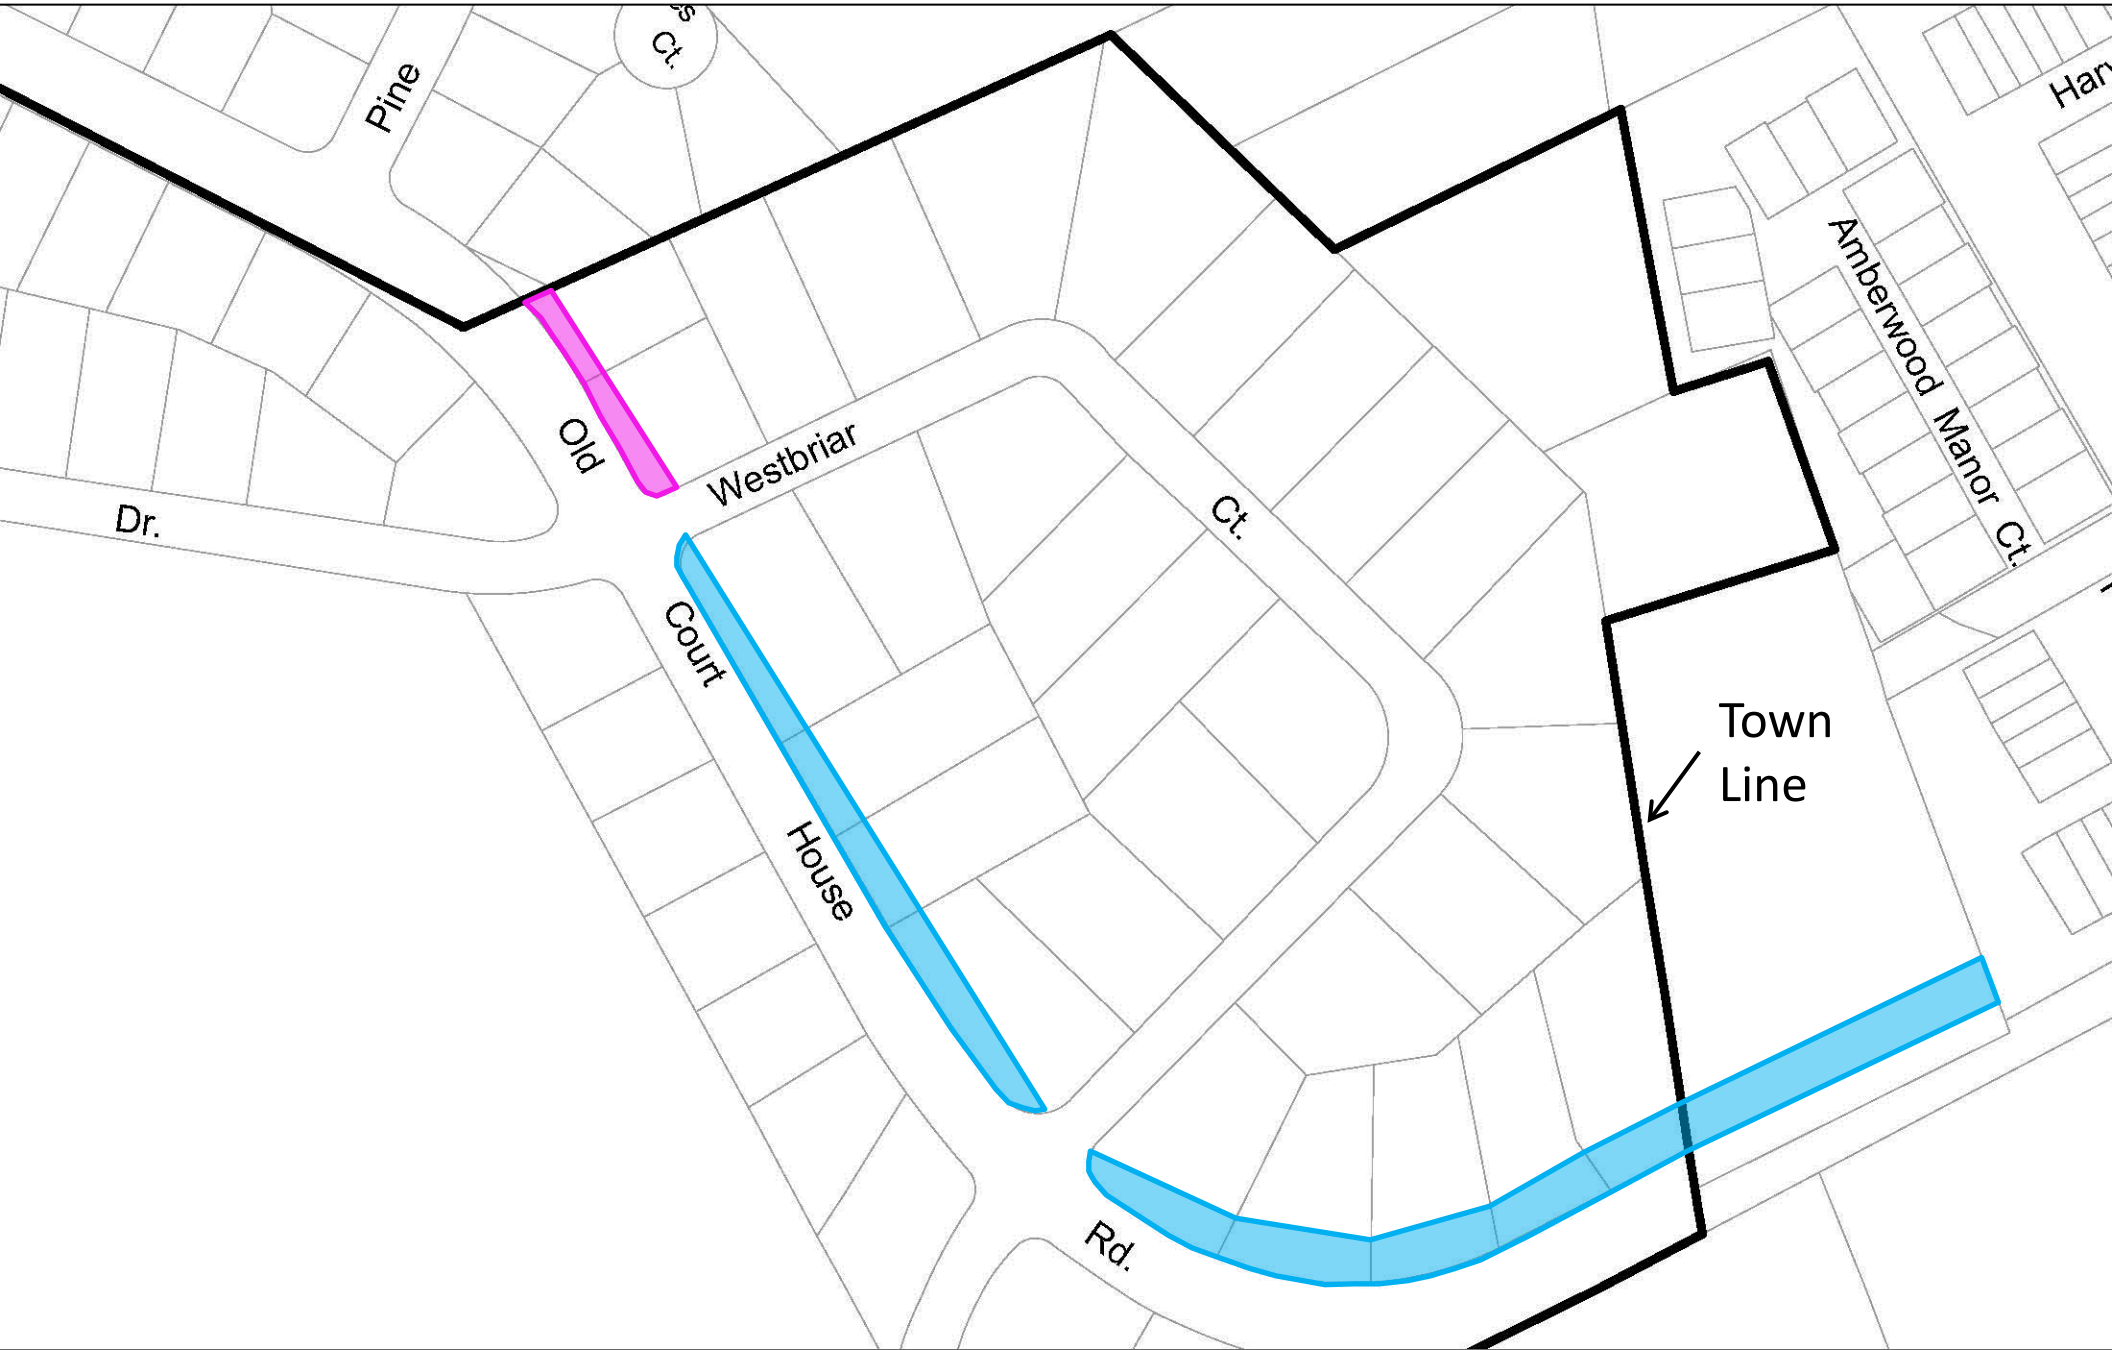 Ct.
Pine
Amberwood Manor Ct.
Old
Westbriar
Ct.
Dr.
Court
House
Town
Line
Rd.